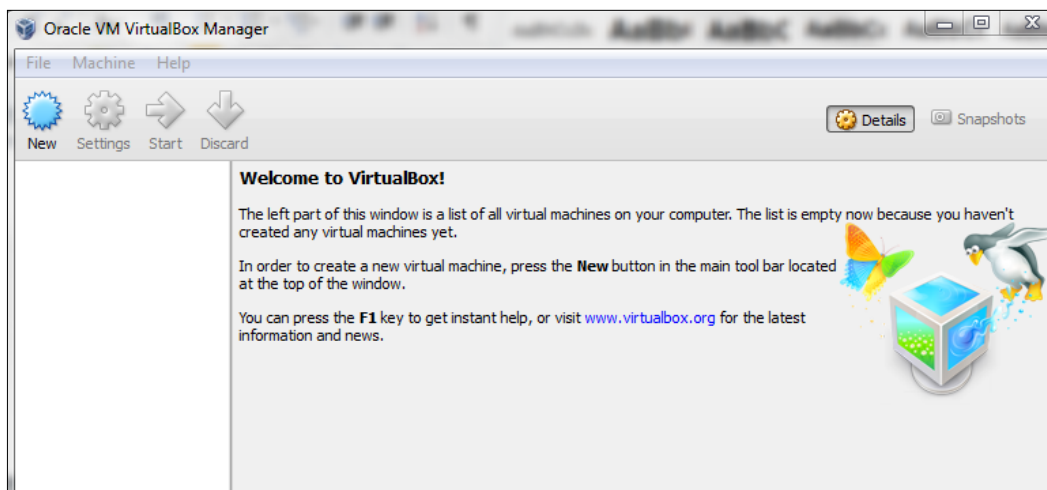 Oracle VM VirtualBox Manager
File Machine Help
New Settings Start Discard
Details Snapshots
Welcome to VirtualBox!
The left part of this window is a list of all virtual machines on your computer. The list is empty now because you haven't
created any virtual machines yet.
In order to create a new virtual machine, press the New button in the main tool bar located
at the top of the window.
You can press the F1 key to get instant help, or visit www.virtualbox.org for the latest
information and news.